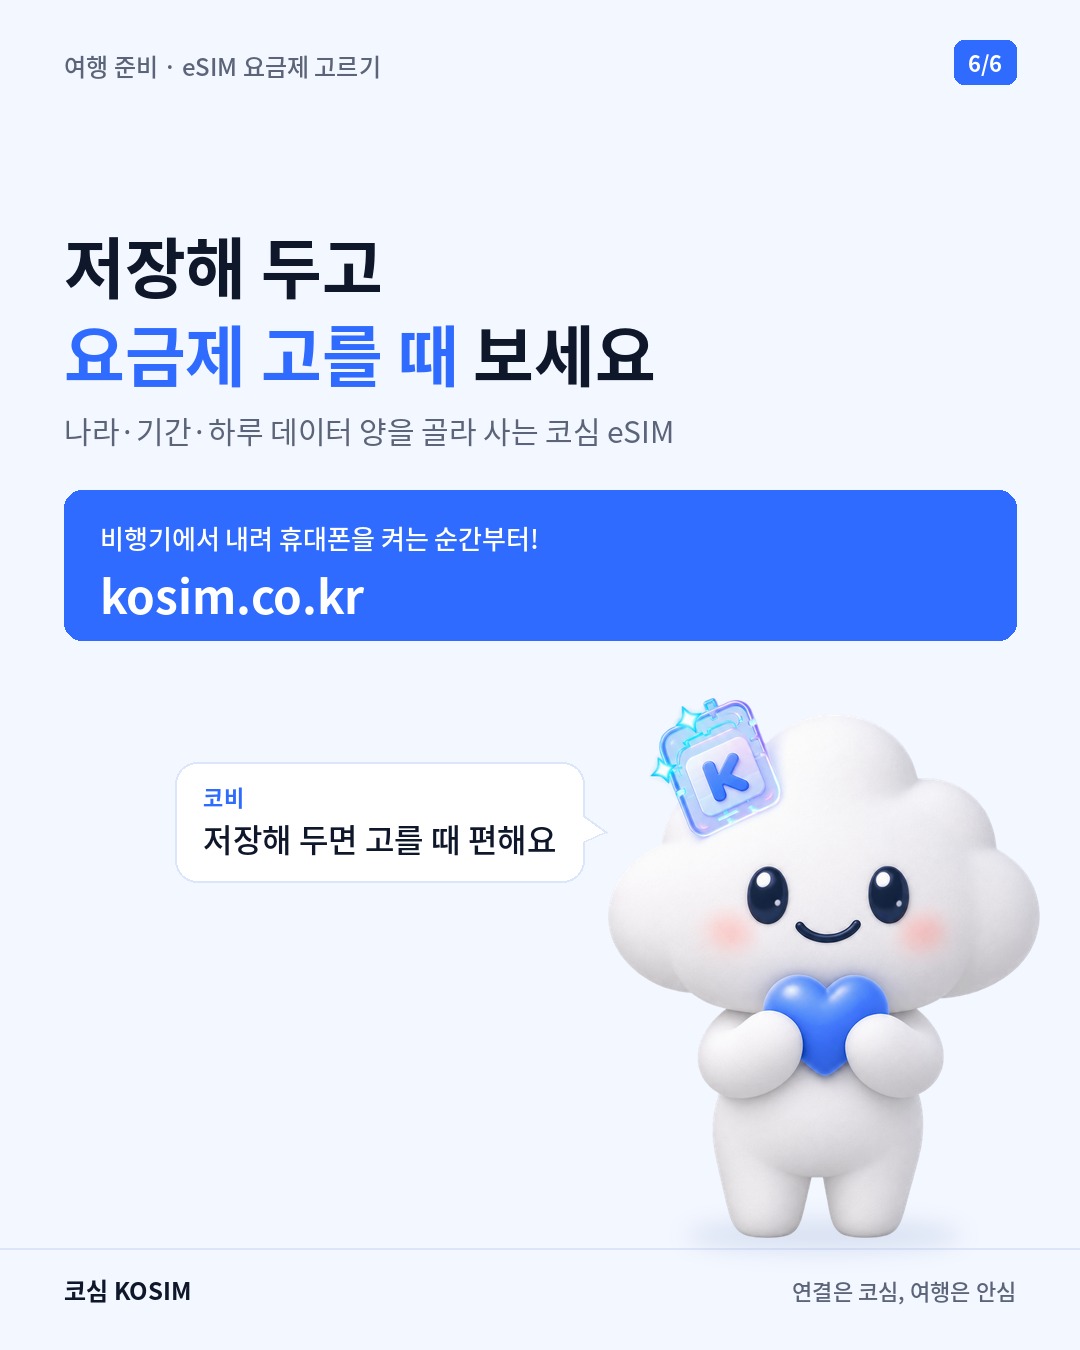 여행 준비 · eSIM 요금제 고르기
6/6
저장해 두고
요금제 고를 때 보세요
나라·기간·하루 데이터 양을 골라 사는 코심 eSIM
비행기에서 내려 휴대폰을 켜는 순간부터!
kosim.co.kr
K
코비
저장해 두면 고를 때 편해요
코심 KOSIM
연결은 코심, 여행은 안심